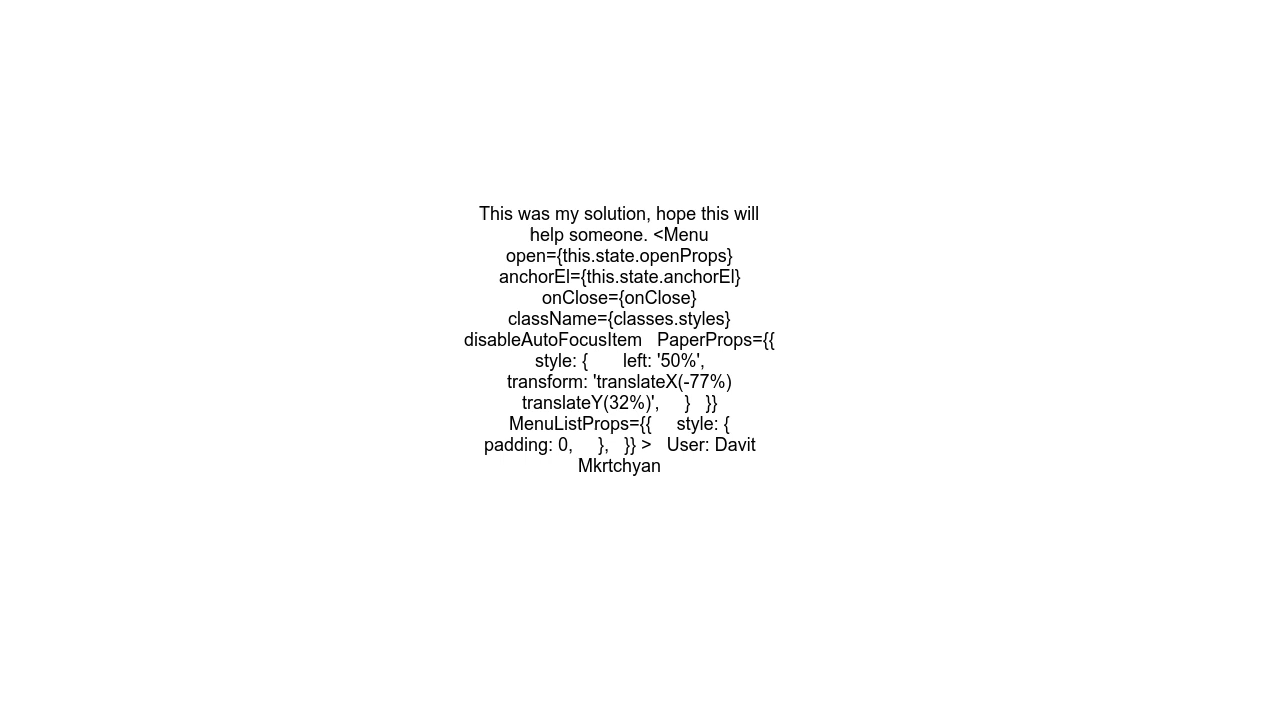 This was my solution, hope this will
help someone. <Menu
open={this.state.openProps}
anchorEl={this.state.anchorEl}
onClose={onClose}
className={classes.styles}
disableAutoFocusItem   PaperProps={{
style: {       left: '50%',
transform: 'translateX(-77%)
translateY(32%)',     }   }}
MenuListProps={{     style: {
padding: 0,     },   }} >   User: Davit
Mkrtchyan